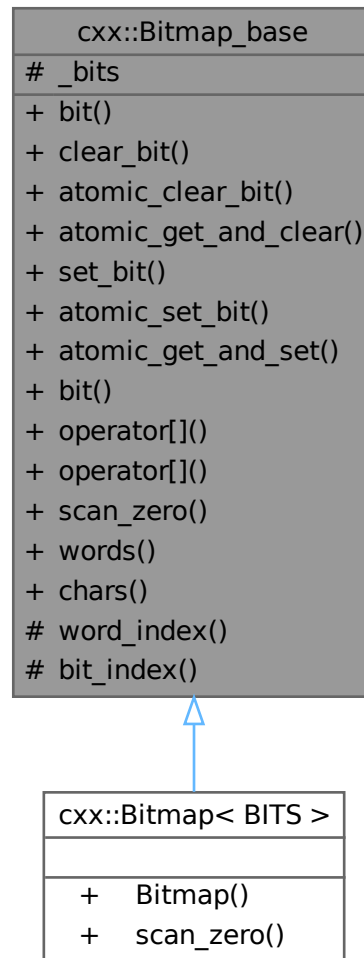 cxx::Bitmap_base
# _bits
+ bit()
+ clear_bit()
+ atomic_clear_bit()
+ atomic_get_and_clear()
+ set_bit()
+ atomic_set_bit()
+ atomic_get_and_set()
+ bit()
+ operator[]()
+ operator[]()
+ scan_zero()
+ words()
+ chars()
# word_index()
# bit_index()
cxx::Bitmap< BITS >
+ Bitmap()
+ scan_zero()